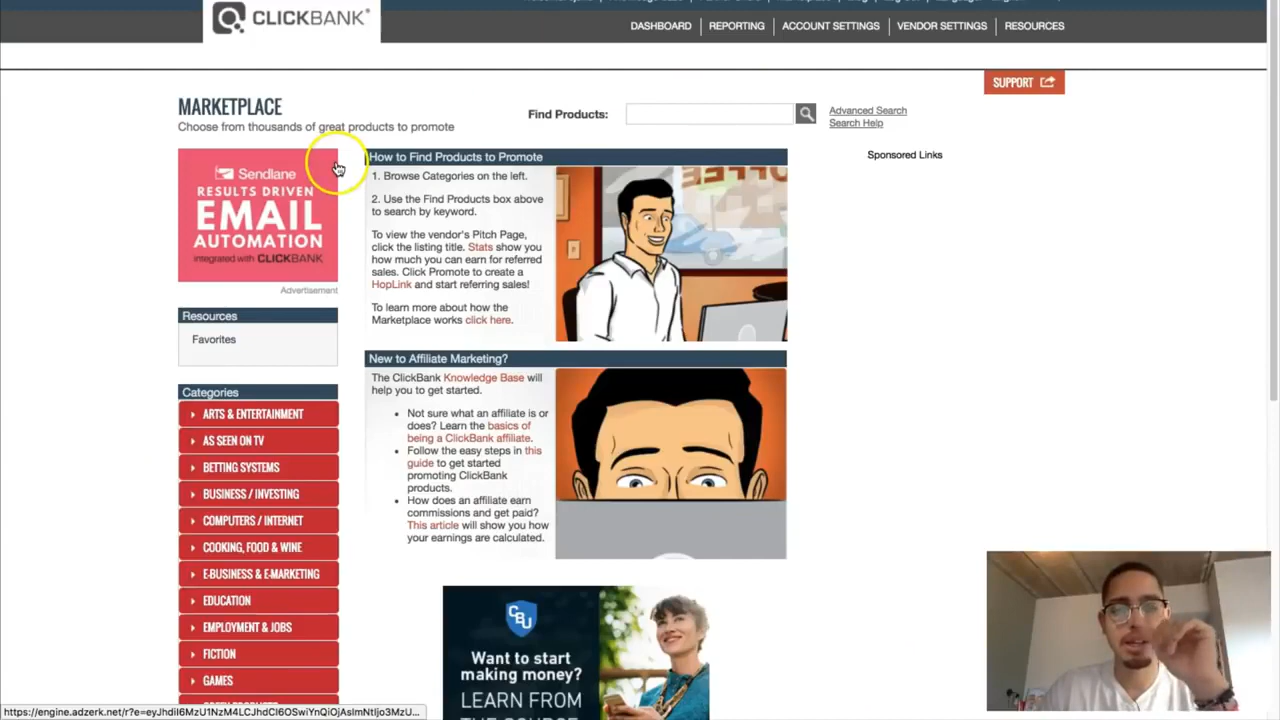 CLICKBANK®
DASHBOARD
REPORTING
ACCOUNT SETTINGS
VENDOR SETTINGS
RESOURCES
SUPPORT
MARKETPLACE
Choose from thousands of great products to promote
Find Products:
Advanced Search
Search Help
Sponsored Links
Sendlane
RESULTS DRIVEN
EMAIL
AUTOMATION
integrated with CLICKBANK
Advertisement
Resources
Favorites
Categories
ARTS & ENTERTAINMENT
AS SEEN ON TV
BETTING SYSTEMS
BUSINESS / INVESTING
COMPUTERS / INTERNET
COOKING, FOOD & WINE
E-BUSINESS & E-MARKETING
EDUCATION
EMPLOYMENT & JOBS
FICTION
GAMES
How to Find Products to Promote
1. Browse Categories on the left.
2. Use the Find Products box above
to search by keyword.
To view the vendor's Pitch Page,
click the listing title. Stats show you
how much you can earn for referred
sales. Click Promote to create a
HopLink and start referring sales!
To learn more about how the
Marketplace works click here.
COFFEE
New to Affiliate Marketing?
The ClickBank Knowledge Base will
help you to get started.
• Not sure what an affiliate is or
does? Learn the basics of
being a ClickBank affiliate.
• Follow the easy steps in this
guide to get started
promoting ClickBank
products.
• How does an affiliate earn
commissions and get paid?
This article will show you how
your earnings are calculated.
CBU
Want to start
making money?
LEARN FROM